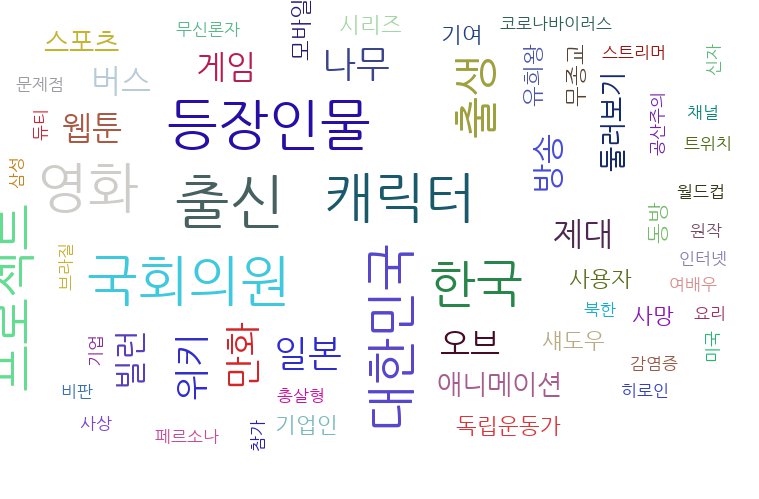 모바일
시리즈
무신론자
코로나바이러스
기여
스포츠
나무
게임
스트리머
신자
유희왕
무종교
출생
버스
문제점
둘러보기
채널
공산주의
듀티
웹툰
등장인물
트위치
방송
삼성
영화
출신
캐릭터
월드컵
동방
원작
제대
프로젝트
브라질
국회의원
대한민국
한국
사용자
인터넷
여배우
북한
사망
요리
기업
빌런
위키
만화
일본
오브
섀도우
미국
감염증
비판
총살형
애니메이션
히로인
사상
페르소나
참가
기업인
독립운동가